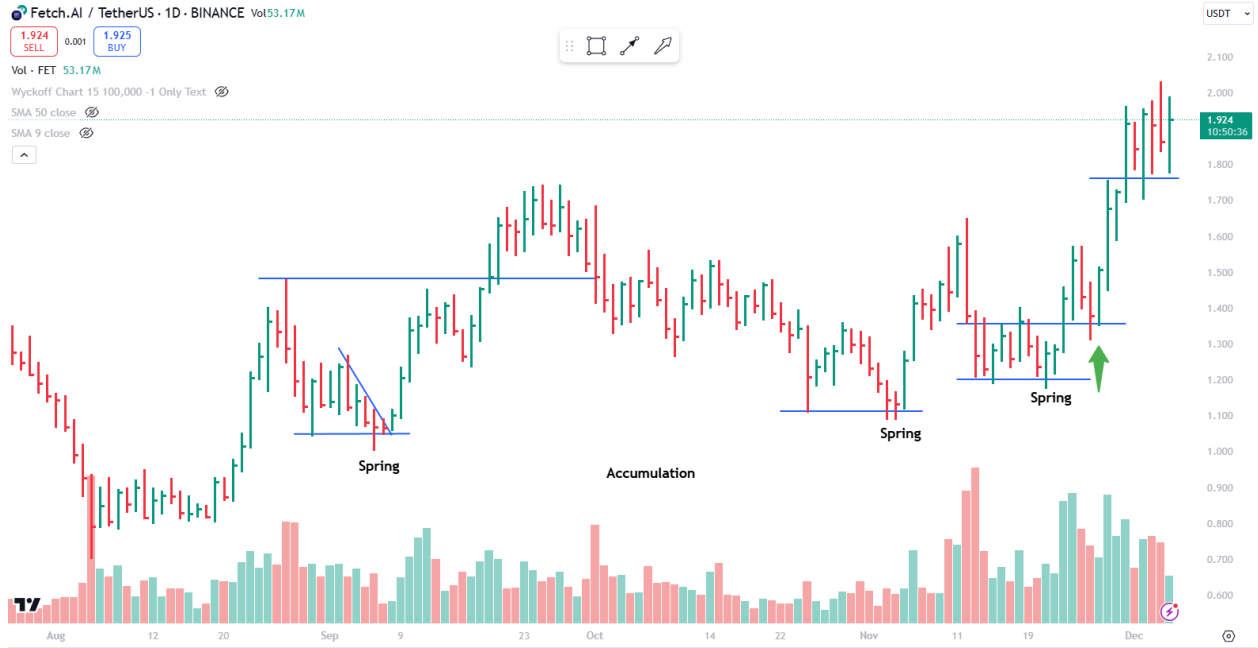 Fetch.AI / TetherUS · 1D · BINANCE Vol53.17M
USDT
1.924
SELL
0.001
1.925
BUY
Vol · FET 53.17M
Wyckoff Chart 15 100,000 -1 Only Text
SMA 50 close
SMA 9 close
2.100
2.000
1.924
10:50:36
1.800
1.700
1.600
1.500
1.400
1.300
1.200
1.100
1.000
0.900
0.800
0.700
0.600
Spring
Spring
Spring
Accumulation
Aug 12 20 Sep 9 23 Oct 14 22 Nov 11 19 Dec